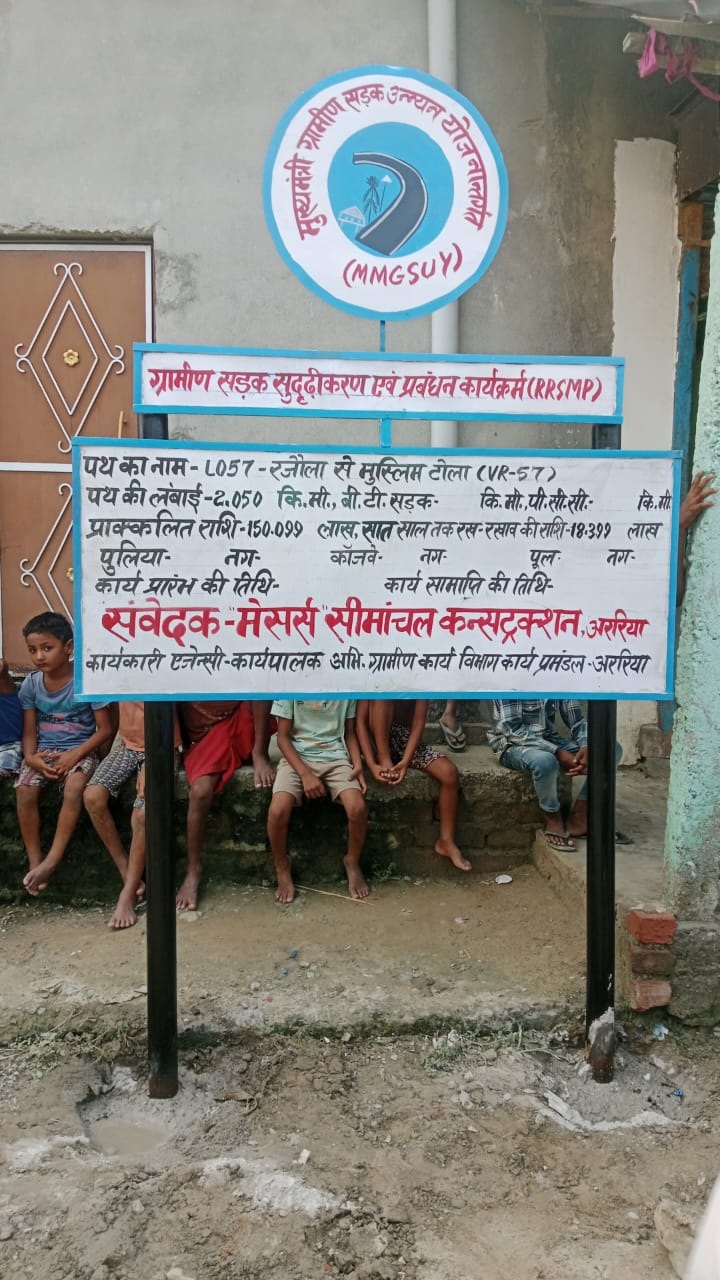 मुख्यमंत्री ग्रामीण सड़क उन्नयन योजनान्तर्गत
(MMGSUY)
ग्रामीण सड़क सुदृढ़ीकरण एवं प्रबंधन कार्यक्रम (RRSMP)
पथ का नाम - L057 - रजौला से मुस्लिम टोला (VR-57)
पथ की लंबाई - 2.050 कि.मी., बी.टी. सड़क- कि.मी., पी.सी.सी.- कि.मी.
प्राक्कलित राशि - 150.099 लाख, सात साल तक रख-रखाव की राशि - 18.399 लाख
पुलिया- नग- कॉजवे- नग- पूल- नग-
कार्य प्रारंभ की तिथि- कार्य सामाप्ति की तिथि-
संवेदक - "मेसर्स" सीमांचल कन्सट्रक्शन, अररिया
कार्यकारी एजेन्सी - कार्यपालक अभि. ग्रामीण कार्य विभाग कार्य प्रमंडल - अररिया